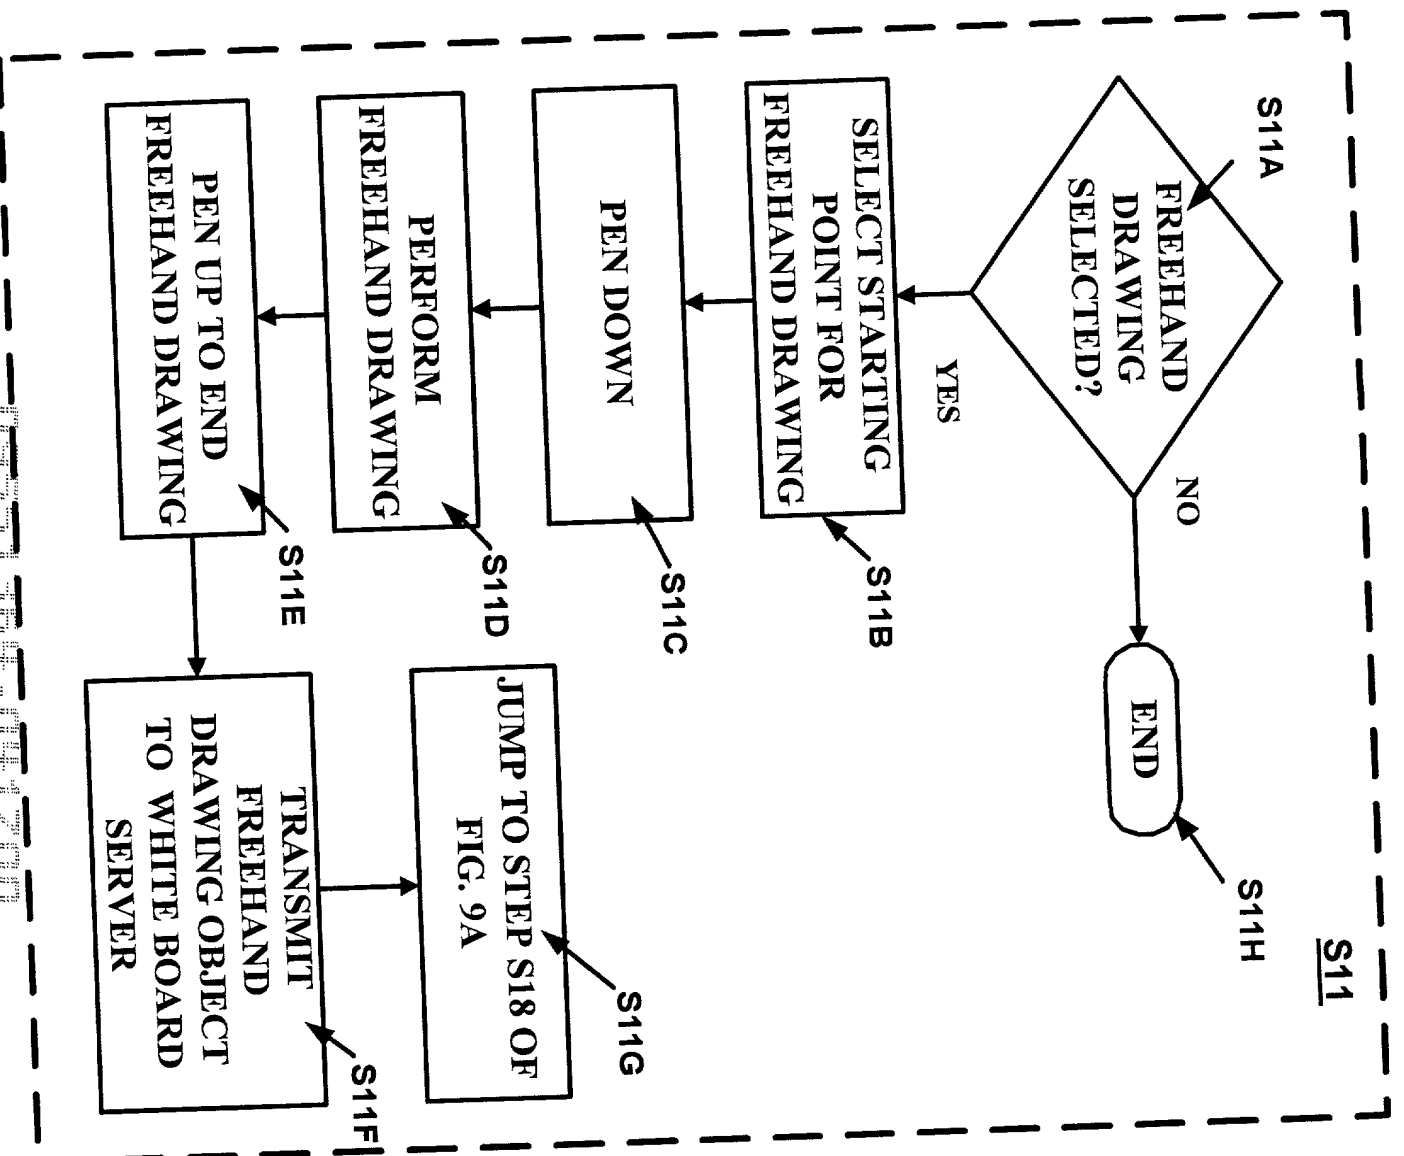 S11
S11A
FREEHAND
DRAWING
SELECTED?
NO
END
S11H
YES
SELECT STARTING
POINT FOR
FREEHAND DRAWING
S11B
PEN DOWN
S11C
PERFORM
FREEHAND DRAWING
S11D
PEN UP TO END
FREEHAND DRAWING
S11E
TRANSMIT
FREEHAND
DRAWING OBJECT
TO WHITE BOARD
SERVER
S11F
JUMP TO STEP S18 OF
FIG. 9A
S11G